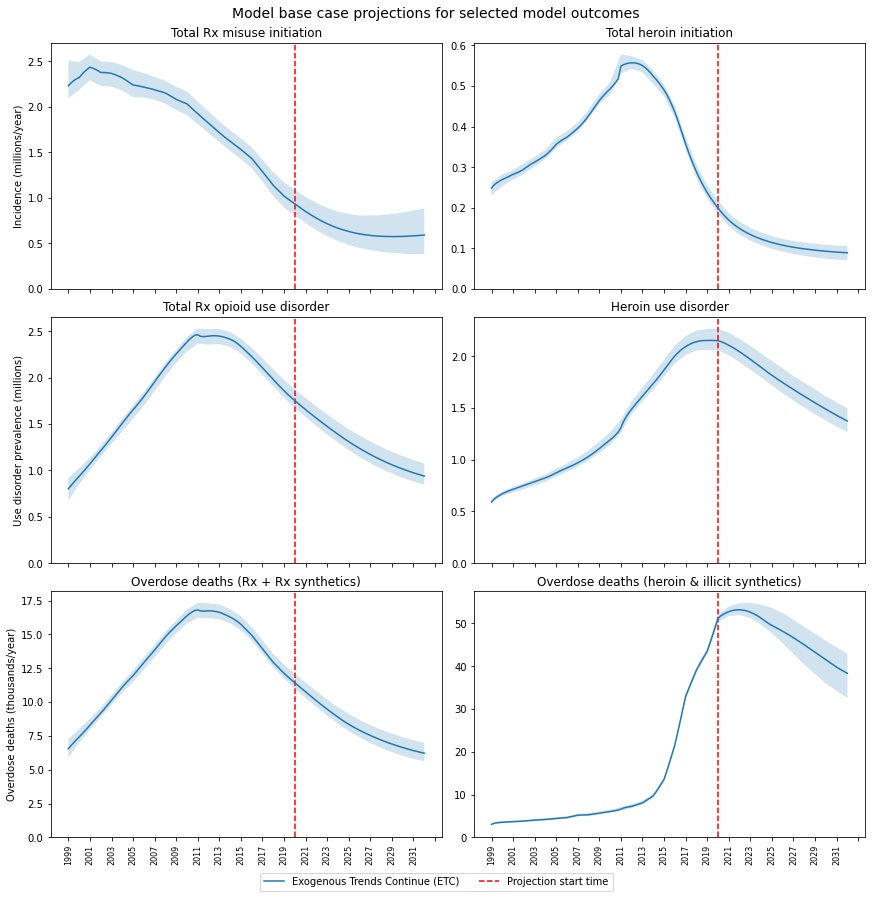 Model base case projections for selected model outcomes
Total Rx misuse initiation
Total heroin initiation
Incidence (millions/year)
2.5
2.0
1.5
1.0
0.5
0.0
0.6
0.5
0.4
0.3
0.2
0.1
0.0
Total Rx opioid use disorder
Heroin use disorder
Use disorder prevalence (millions)
2.5
2.0
1.5
1.0
0.5
0.0
2.0
1.5
1.0
0.5
0.0
Overdose deaths (Rx + Rx synthetics)
Overdose deaths (heroin & illicit synthetics)
Overdose deaths (thousands/year)
17.5
15.0
12.5
10.0
7.5
5.0
2.5
0.0
50
40
30
20
10
0
1999 2001 2003 2005 2007 2009 2011 2013 2015 2017 2019 2021 2023 2025 2027 2029 2031
1999 2001 2003 2005 2007 2009 2011 2013 2015 2017 2019 2021 2023 2025 2027 2029 2031
Exogenous Trends Continue (ETC)
Projection start time